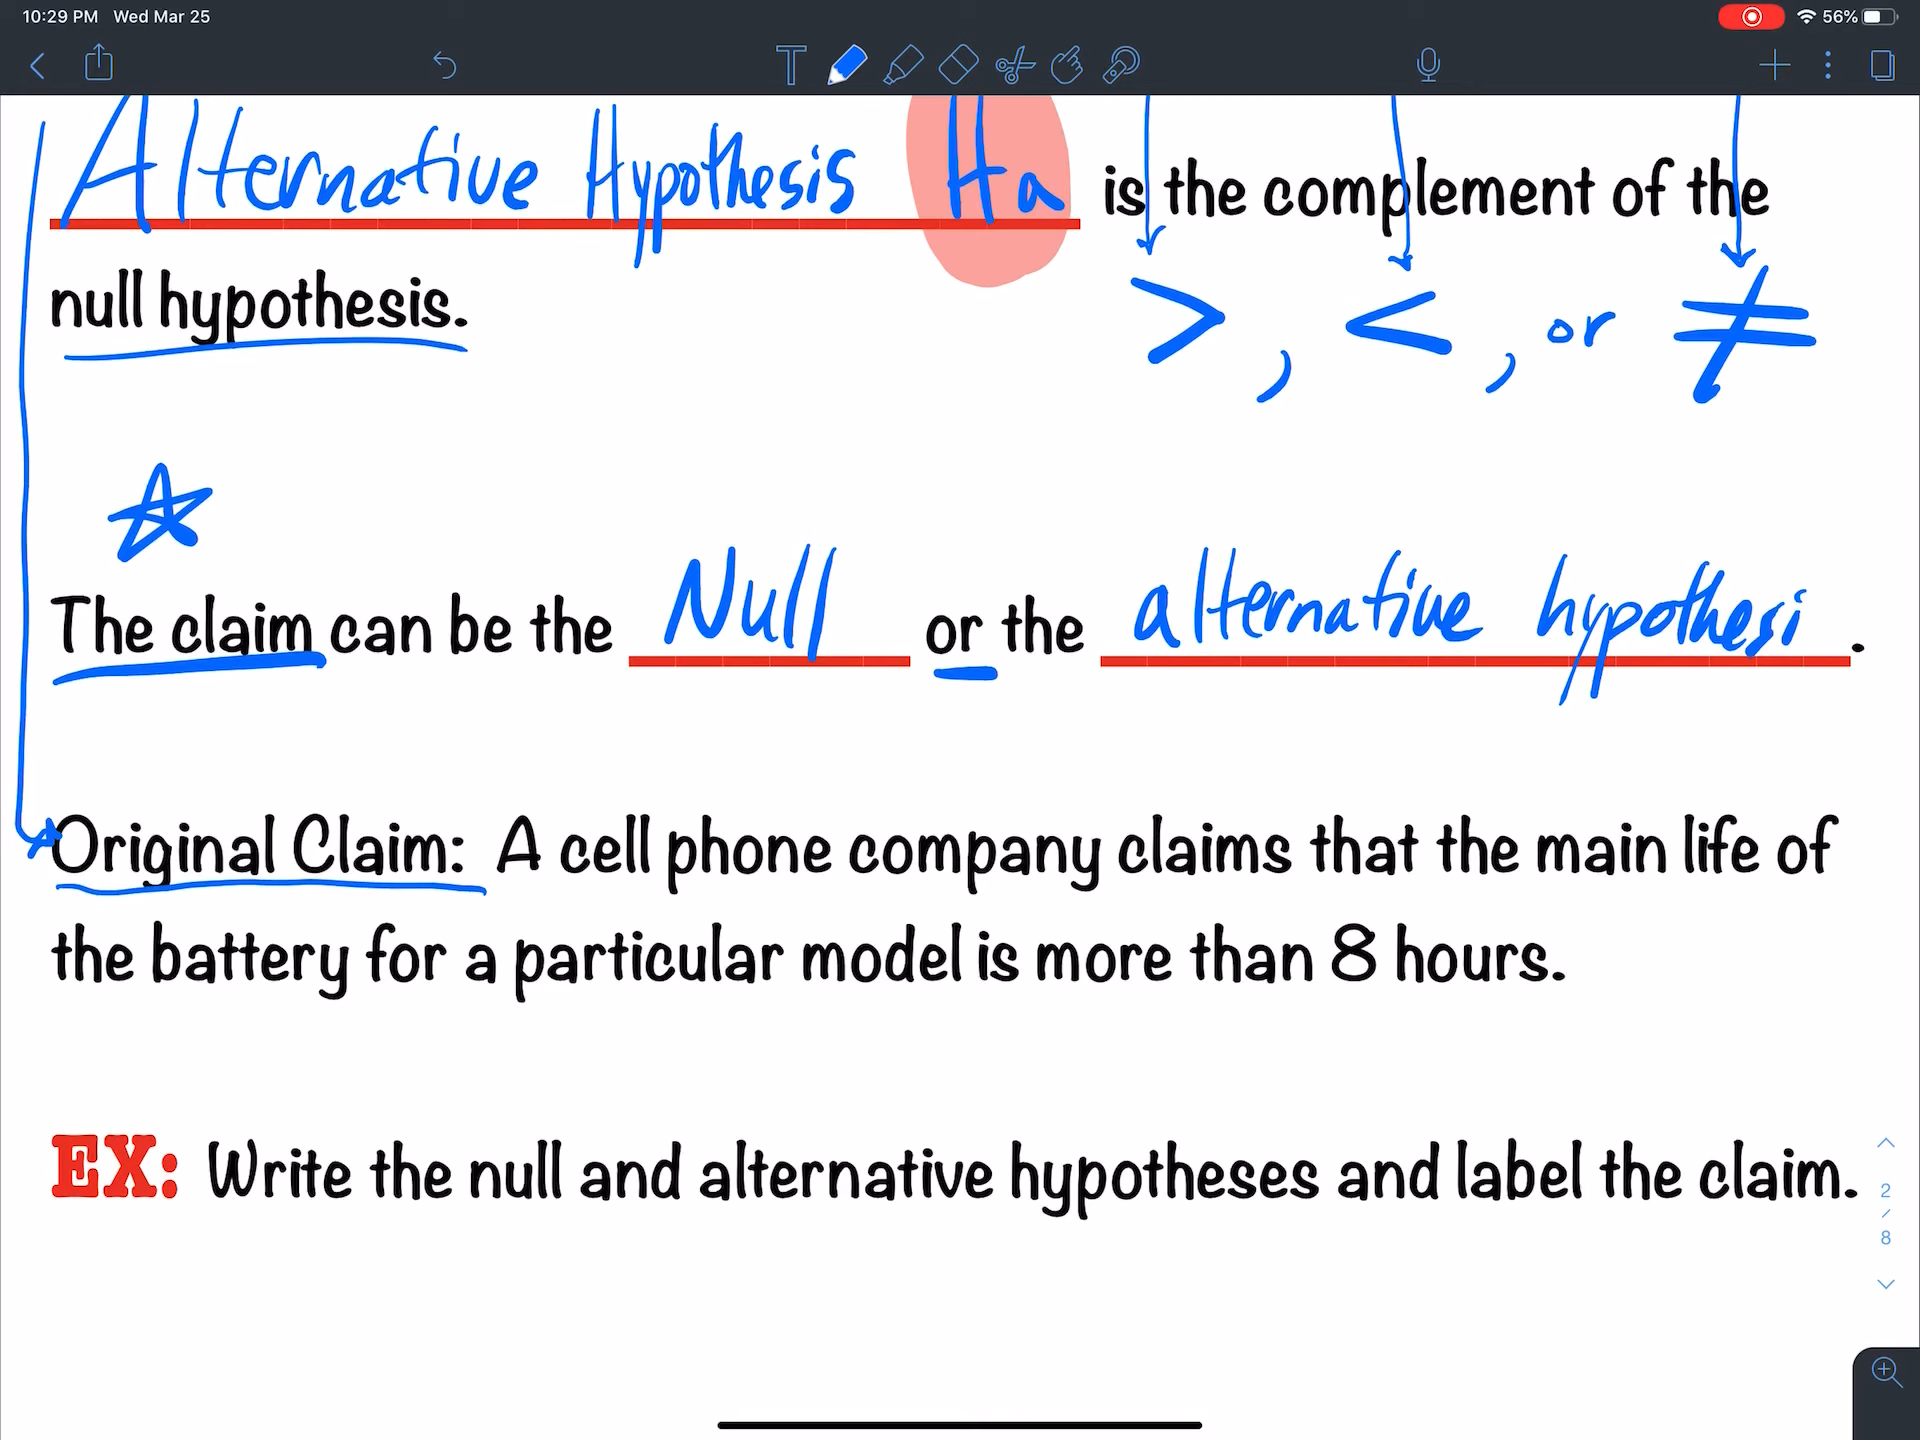 10:29 PM Wed Mar 25
56%
Alternative Hypothesis Ha is the complement of the
null hypothesis.
>, <, or ≠
The claim can be the Null or the alternative hypothesi.
Original Claim: A cell phone company claims that the main life of
the battery for a particular model is more than 8 hours.
EX: Write the null and alternative hypotheses and label the claim.
2
/
8